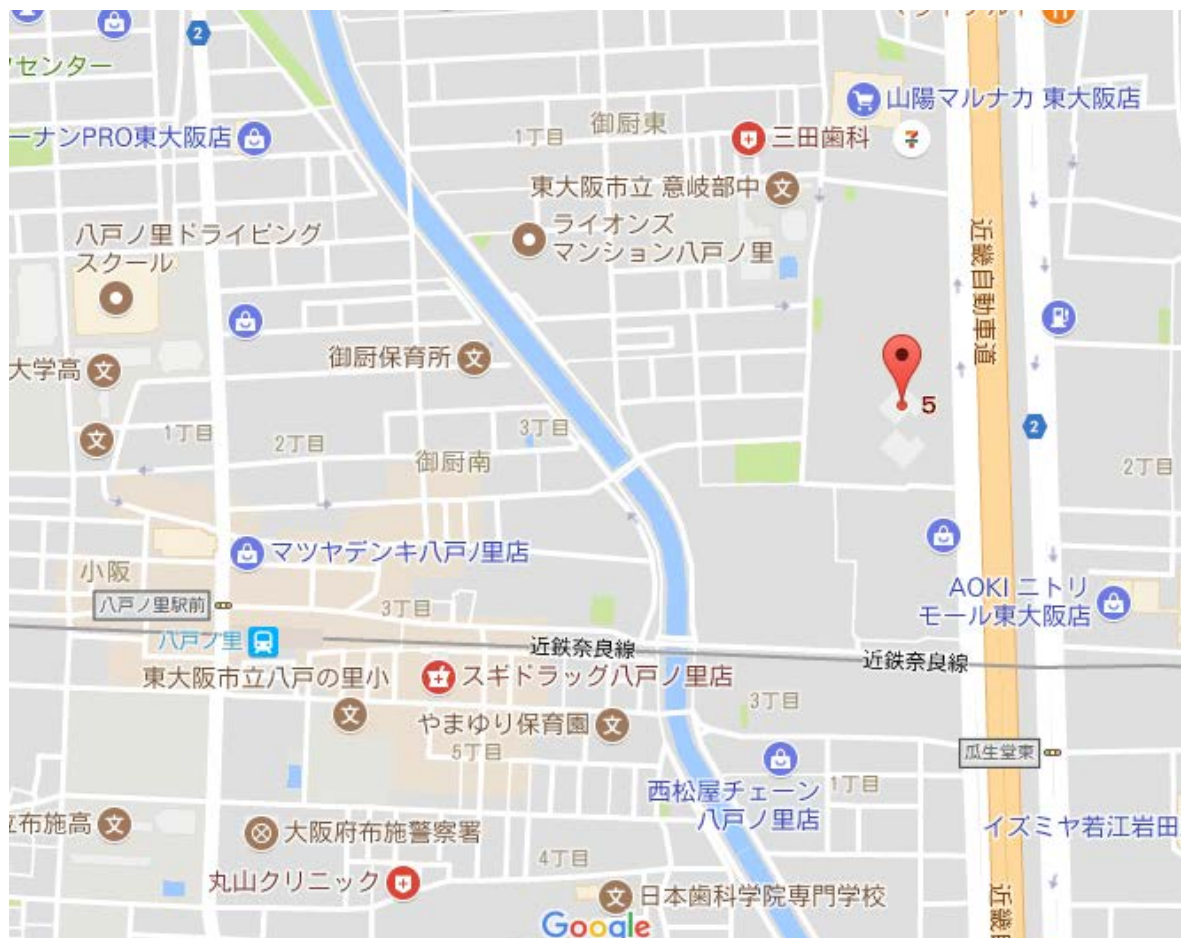 2
センター
山陽マルナカ 東大阪店
1丁目
御厨東
三田歯科
ーナンPRO東大阪店
東大阪市立 意岐部中
ライオンズ
マンション八戸ノ里
八戸ノ里ドライビング
スクール
近畿自動車道
大学高
御厨保育所
5
1丁目
2丁目
3丁目
2
御厨南
2丁目
マツヤデンキ八戸ノ里店
小阪
AOKI ニトリ
モール東大阪店
八戸ノ里駅前
3丁目
八戸ノ里
近鉄奈良線
近鉄奈良線
東大阪市立八戸の里小
スギドラッグ八戸ノ里店
3丁目
やまゆり保育園
5丁目
瓜生堂東
西松屋チェーン
八戸ノ里店
1丁目
立布施高
大阪府布施警察署
イズミヤ若江岩田
4丁目
丸山クリニック
日本歯科学院専門学校
近畿自
Google